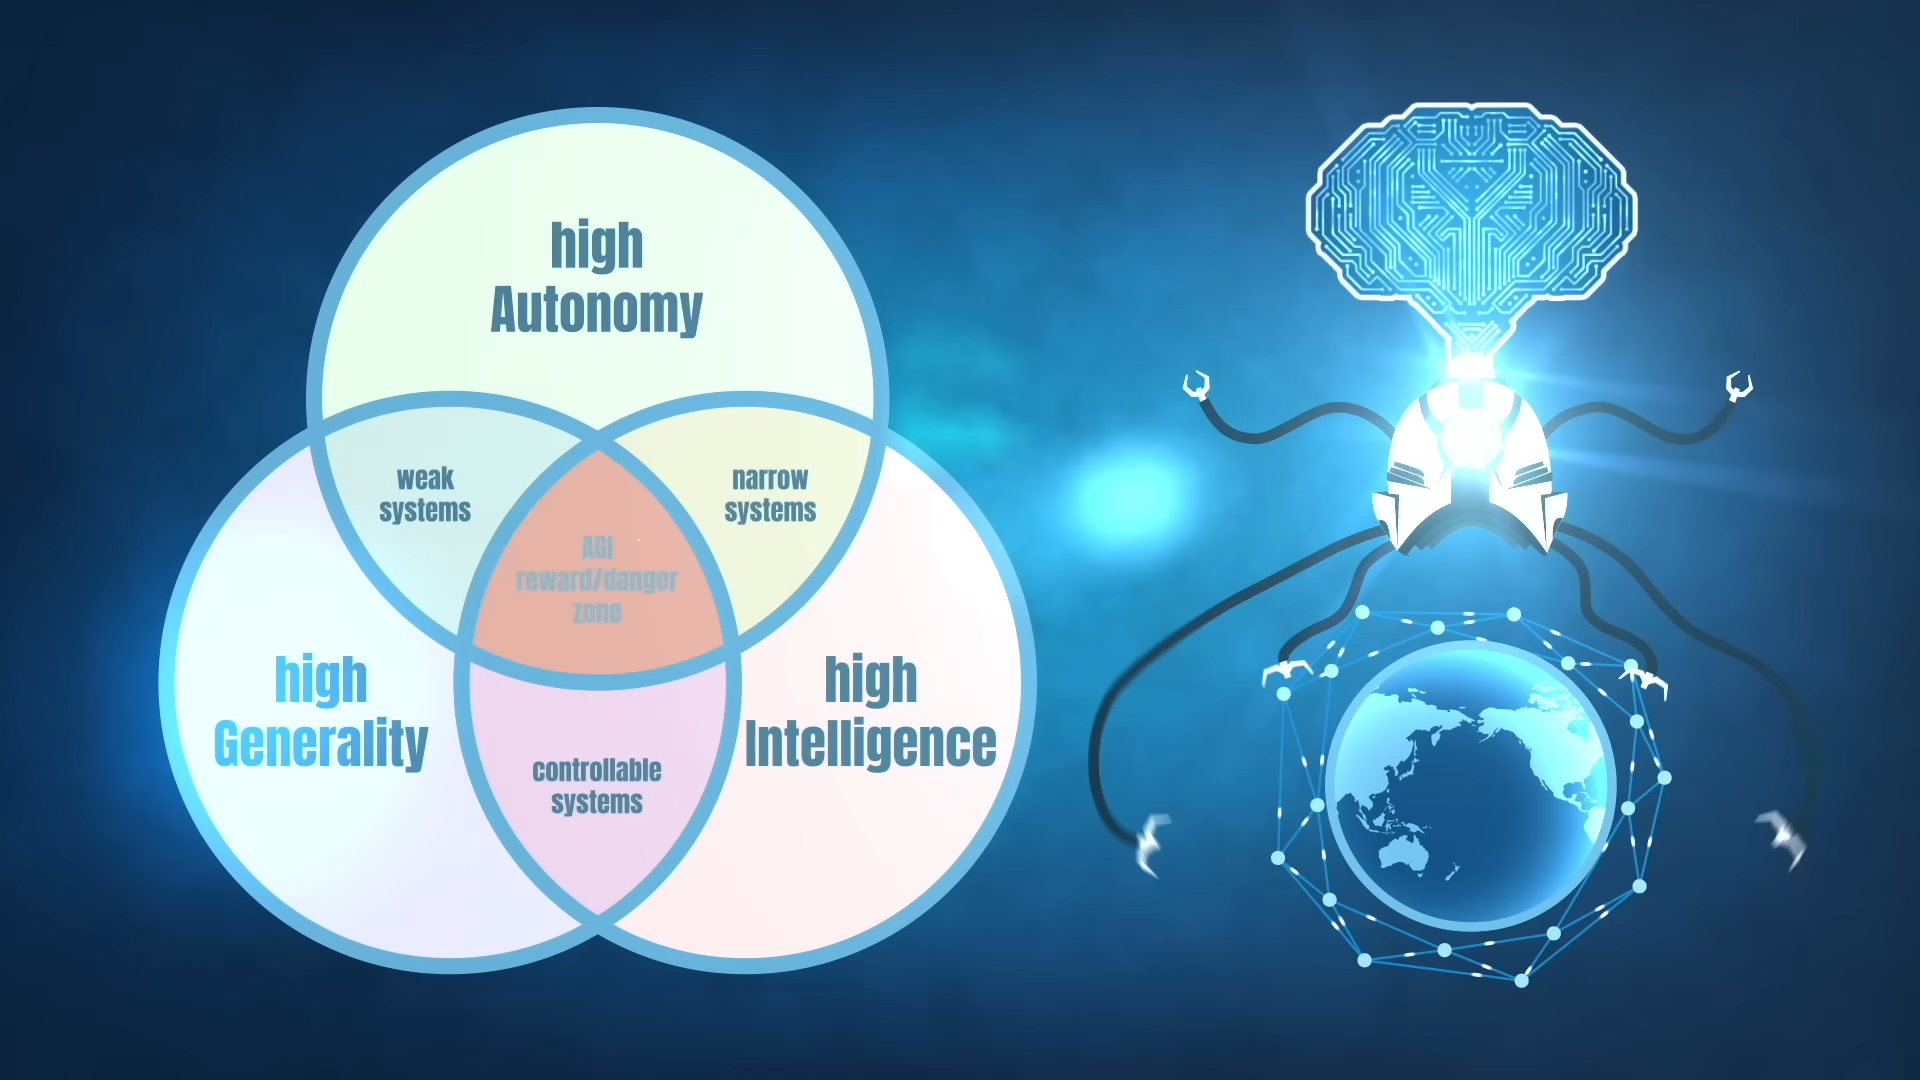 high
Autonomy
weak
systems
narrow
systems
AGI
reward/danger
zone
high
Generality
high
Intelligence
controllable
systems